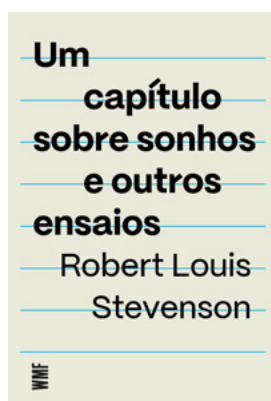 Um
capítulo
sobre sonhos
e outros
ensaios
Robert Louis
Stevenson
WMF